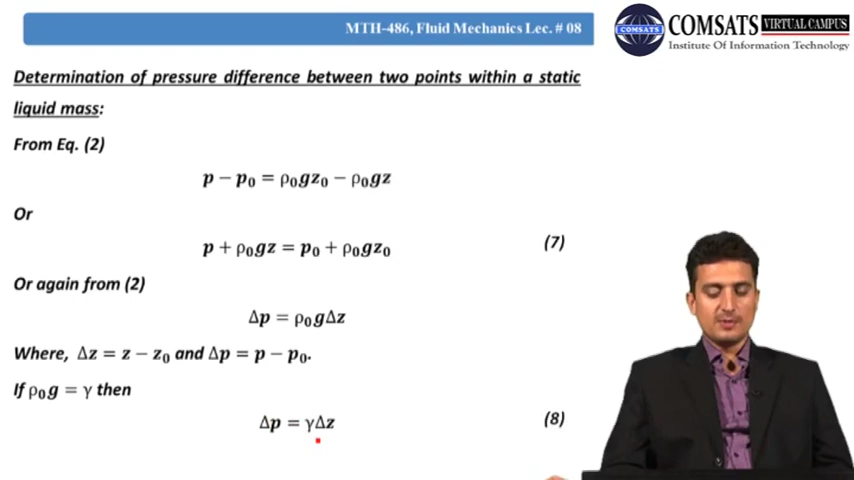 MTH-486, Fluid Mechanics Lec. # 08
COMSATS VIRTUAL CAMPUS
COMSATS
Institute Of Information Technology
Determination of pressure difference between two points within a static
liquid mass:
From Eq. (2)
p − p₀ = ρ₀gz₀ − ρ₀gz
Or
p + ρ₀gz = p₀ + ρ₀gz₀ (7)
Or again from (2)
Δp = ρ₀gΔz
Where, Δz = z − z₀ and Δp = p − p₀.
If ρ₀g = γ then
Δp = γΔz (8)